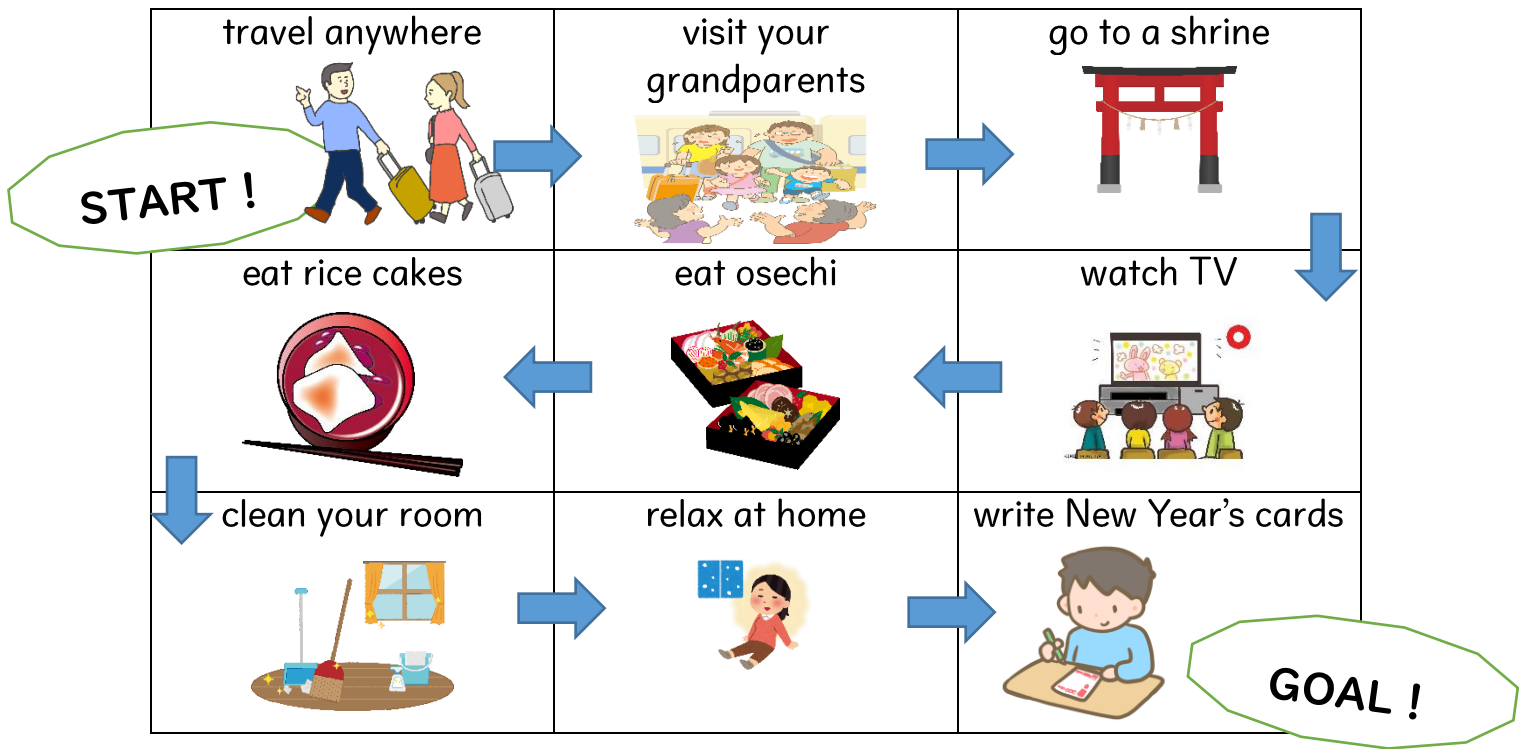 travel anywhere
visit your
grandparents
go to a shrine
START !
eat rice cakes
eat osechi
watch TV
clean your room
relax at home
write New Year’s cards
GOAL !